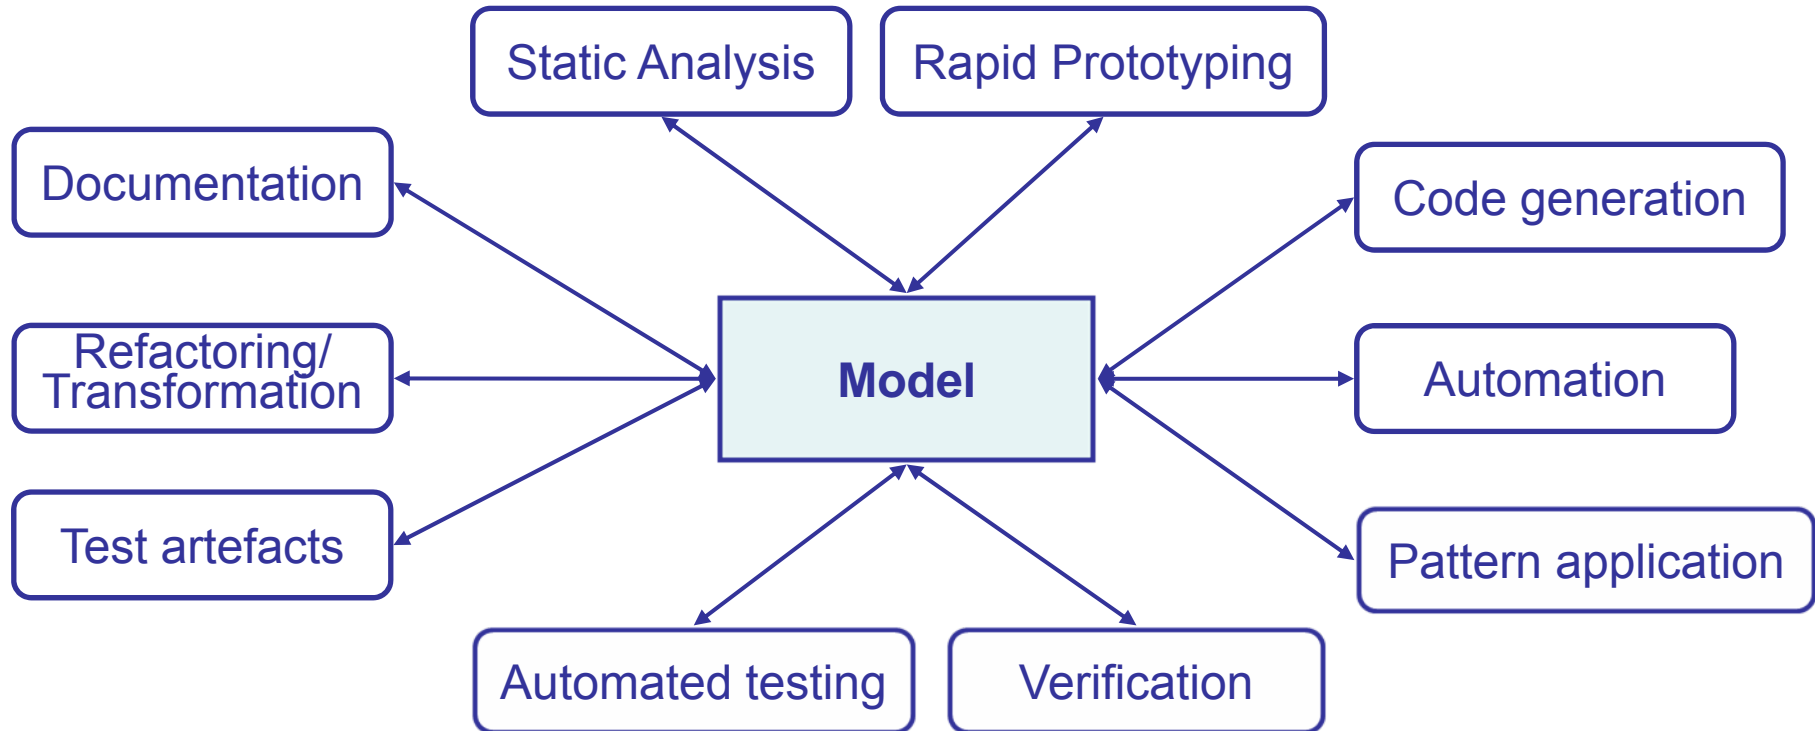 Static Analysis
Rapid Prototyping
Documentation
Code generation
Refactoring/
Transformation
Model
Automation
Test artefacts
Pattern application
Automated testing
Verification